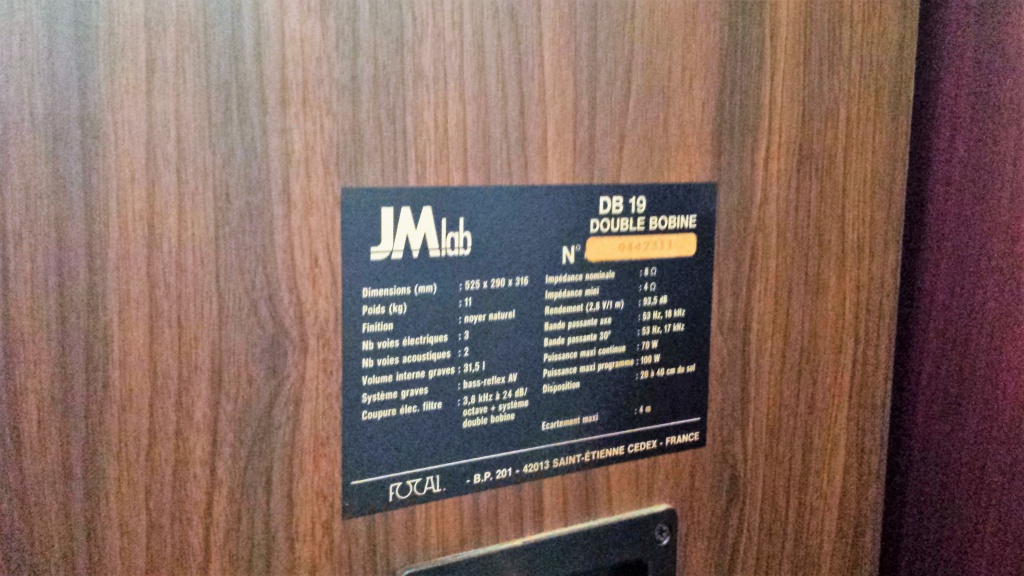 JMlab
DB 19
DOUBLE BOBINE
N°
Dimensions (mm) : 525 x 290 x 315
Poids (kg) : 11
Finition : noyer naturel
Nb voies électriques : 3
Nb voies acoustiques : 2
Volume interne graves : 31,5 l
Système graves : bass-reflex AV
Coupure élec. filtre : 3,8 kHz à 24 dB/
octave + système
double bobine
Impédance nominale : 8 Ω
Impédance mini : 4 Ω
Rendement (2,8 V/1 m) : 93,5 dB
Bande passante axe : 59 Hz, 18 kHz
Bande passante 30° : 59 Hz, 17 kHz
Puissance maxi continue : 70 W
Puissance maxi programme : 100 W
Disposition : 20 à 40 cm du sol
Ecartement maxi : 4 m
FOCAL - B.P. 201 - 42013 SAINT-ÉTIENNE CEDEX - FRANCE